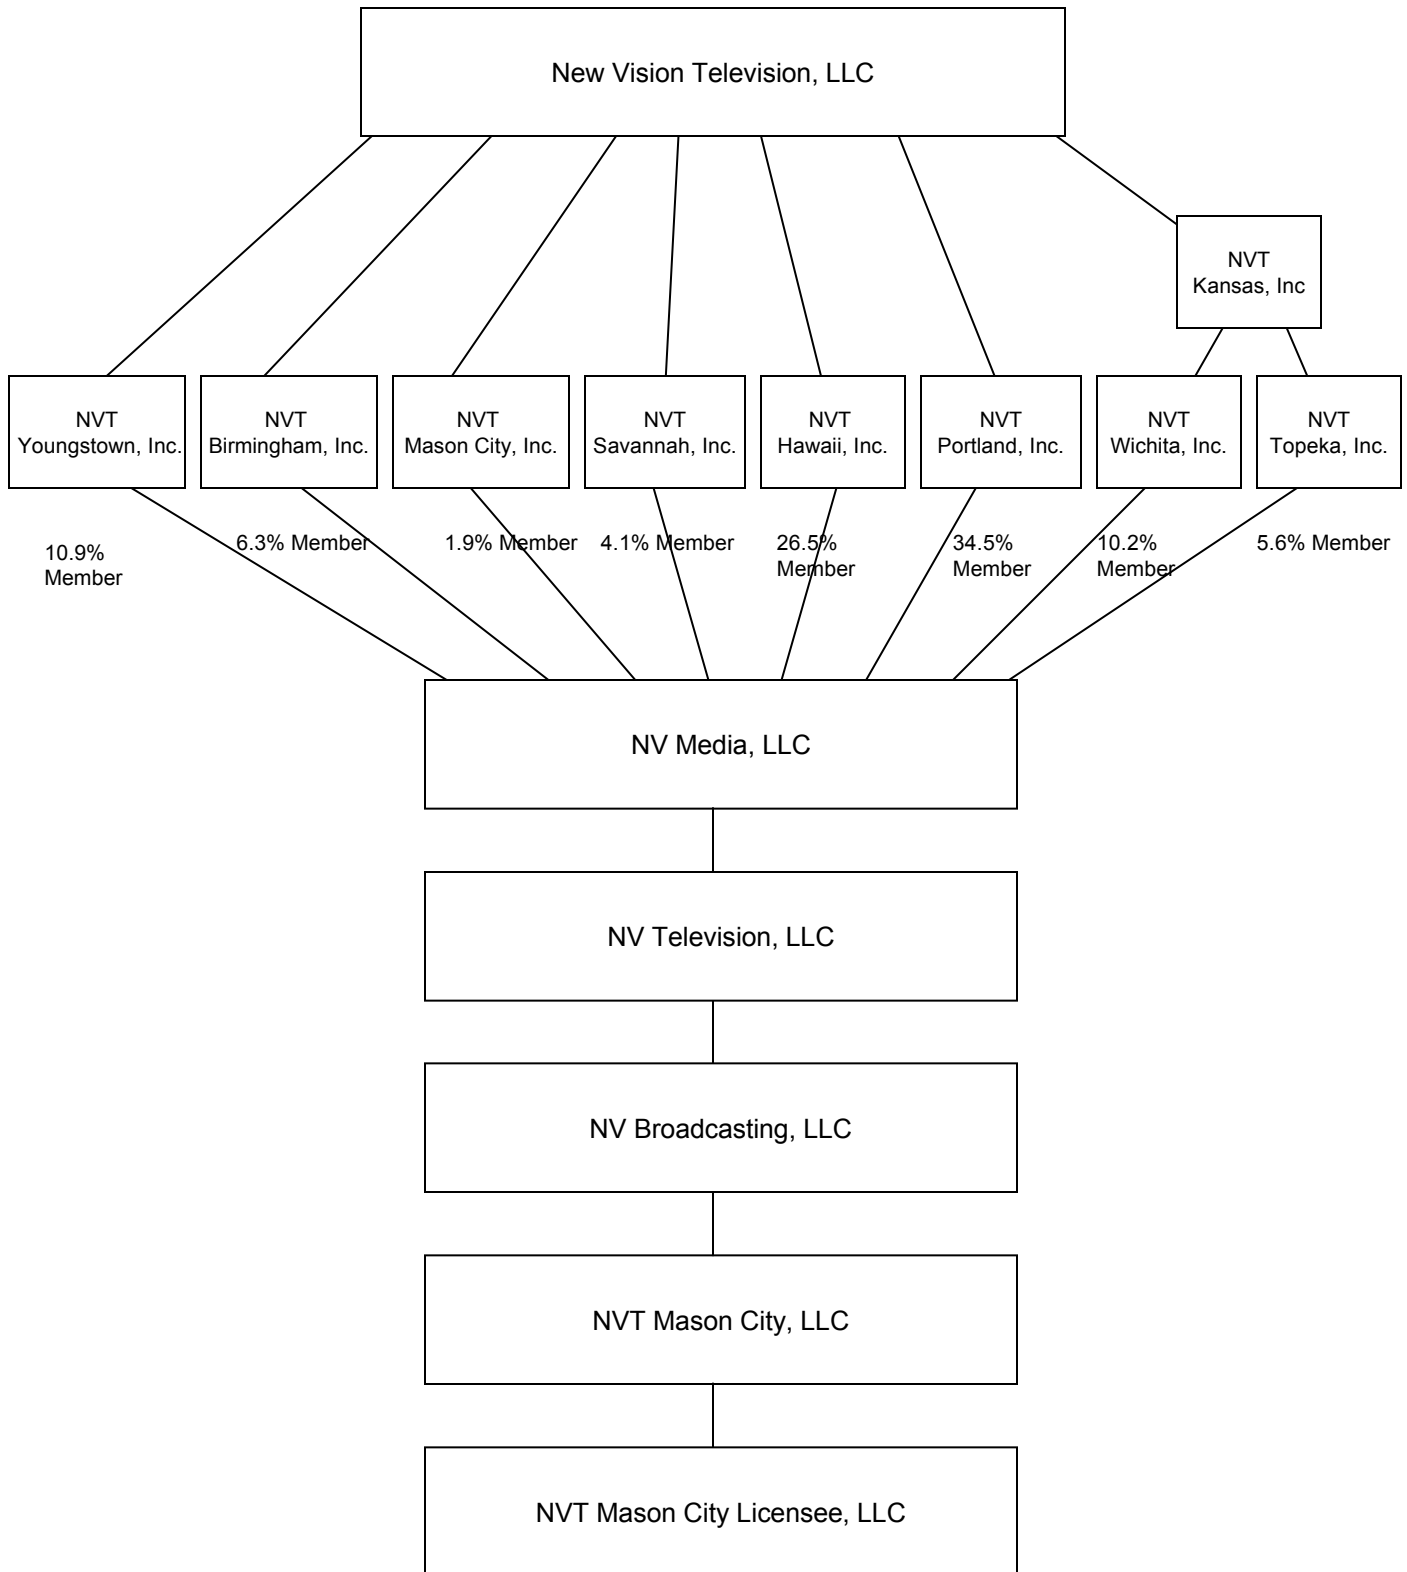 New Vision Television, LLC
NVT
Kansas, Inc
NVT
Youngstown, Inc.
NVT
Birmingham, Inc.
NVT
Mason City, Inc.
NVT
Savannah, Inc.
NVT
Hawaii, Inc.
NVT
Portland, Inc.
NVT
Wichita, Inc.
NVT
Topeka, Inc.
10.9%
Member
6.3% Member
1.9% Member
4.1% Member
26.5%
Member
34.5%
Member
10.2%
Member
5.6% Member
NV Media, LLC
NV Television, LLC
NV Broadcasting, LLC
NVT Mason City, LLC
NVT Mason City Licensee, LLC